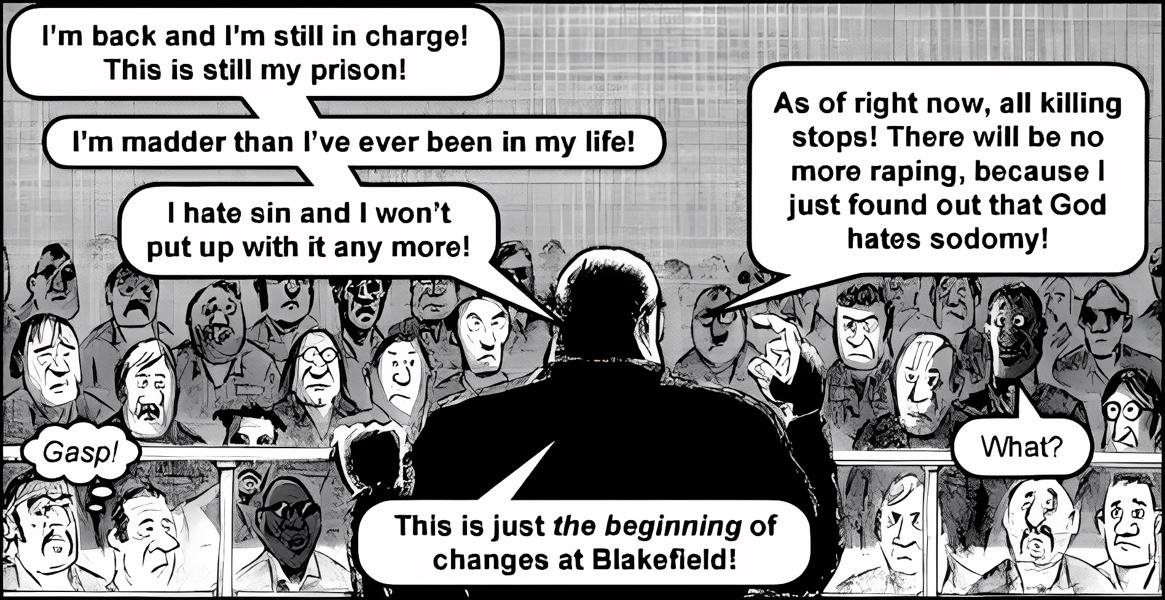 I'm back and I'm still in charge!
This is still my prison!
I'm madder than I've ever been in my life!
I hate sin and I won't
put up with it any more!
As of right now, all killing
stops! There will be no
more raping, because I
just found out that God
hates sodomy!
Gasp!
What?
This is just the beginning of
changes at Blakefield!